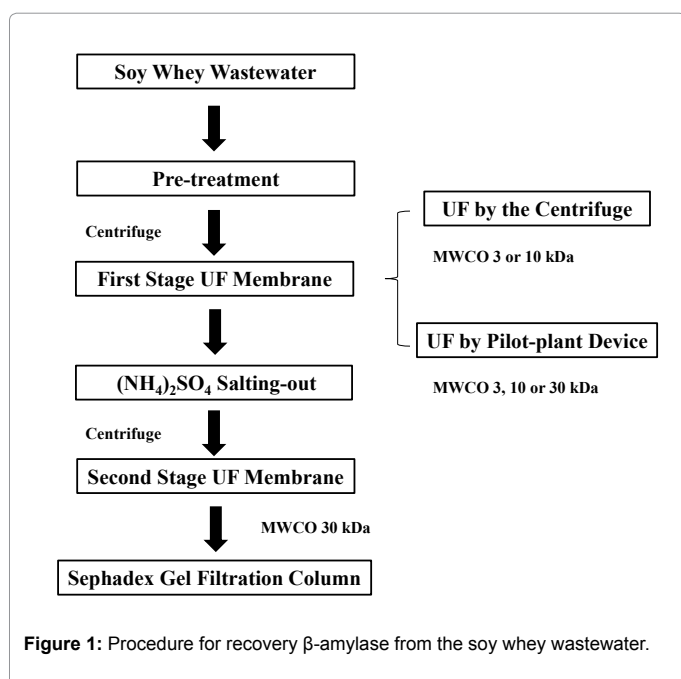 Soy Whey Wastewater
Pre-treatment
Centrifuge
First Stage UF Membrane
UF by the Centrifuge
MWCO 3 or 10 kDa
UF by Pilot-plant Device
MWCO 3, 10 or 30 kDa
(NH4)2SO4 Salting-out
Centrifuge
Second Stage UF Membrane
MWCO 30 kDa
Sephadex Gel Filtration Column
Figure 1: Procedure for recovery β-amylase from the soy whey wastewater.